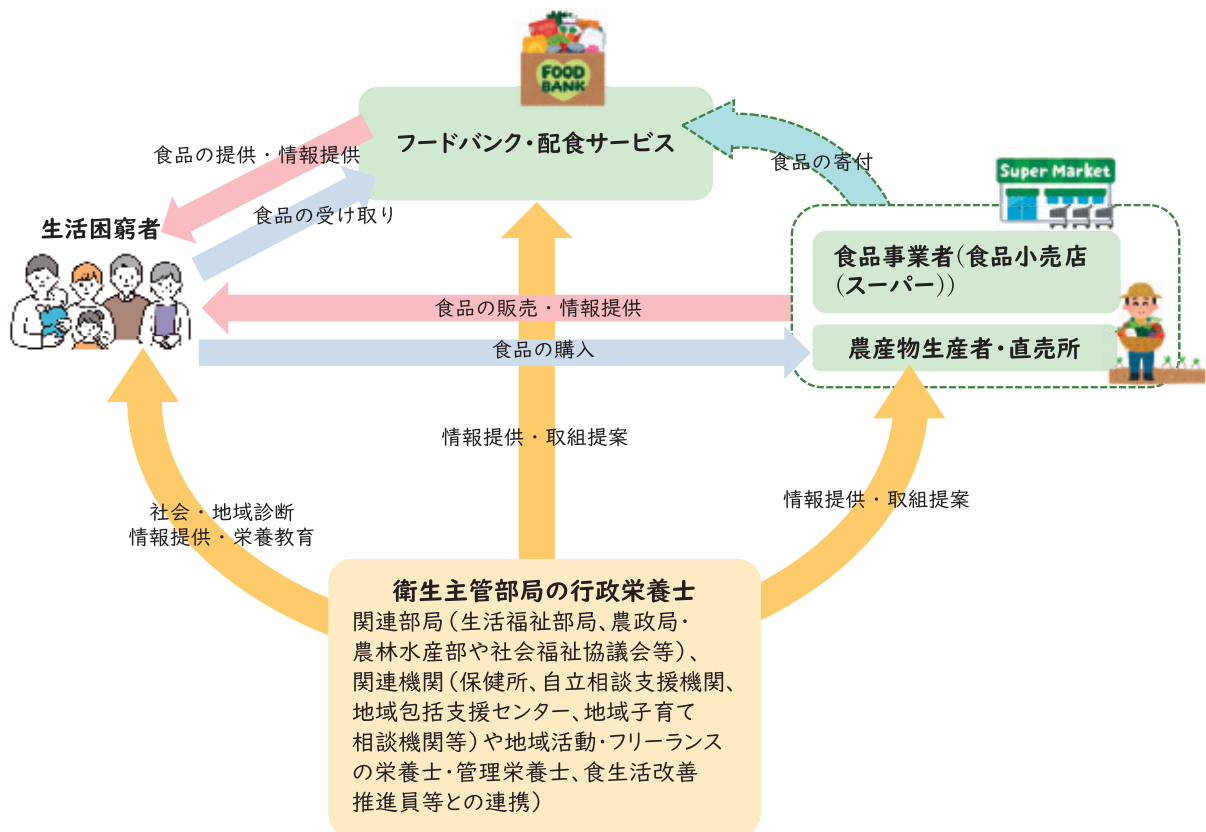 FOOD
BANK
フードバンク・配食サービス
食品の提供・情報提供
食品の寄付
Super Market
食品の受け取り
生活困窮者
食品事業者(食品小売店
(スーパー))
食品の販売・情報提供
農産物生産者・直売所
食品の購入
情報提供・取組提案
情報提供・取組提案
社会・地域診断
情報提供・栄養教育
衛生主管部局の行政栄養士
関連部局(生活福祉部局、農政局・
農林水産部や社会福祉協議会等)、
関連機関(保健所、自立相談支援機関、
地域包括支援センター、地域子育て
相談機関等)や地域活動・フリーランス
の栄養士・管理栄養士、食生活改善
推進員等との連携)